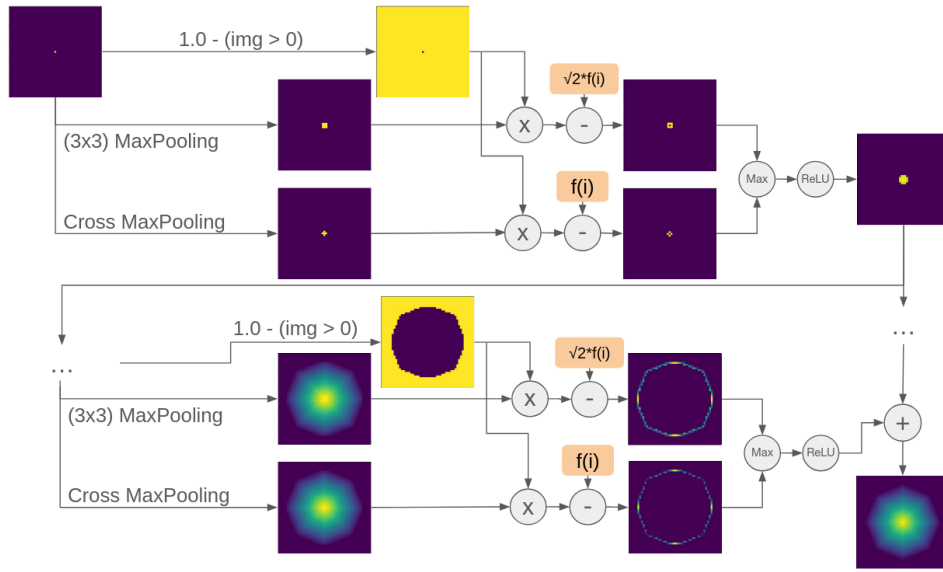 1.0 - (img > 0)
√2*f(i)
X
-
(3x3) MaxPooling
Max
ReLU
f(i)
Cross MaxPooling
X
-
1.0 - (img > 0)
...
...
√2*f(i)
(3x3) MaxPooling
X
-
+
Max
ReLU
f(i)
Cross MaxPooling
X
-